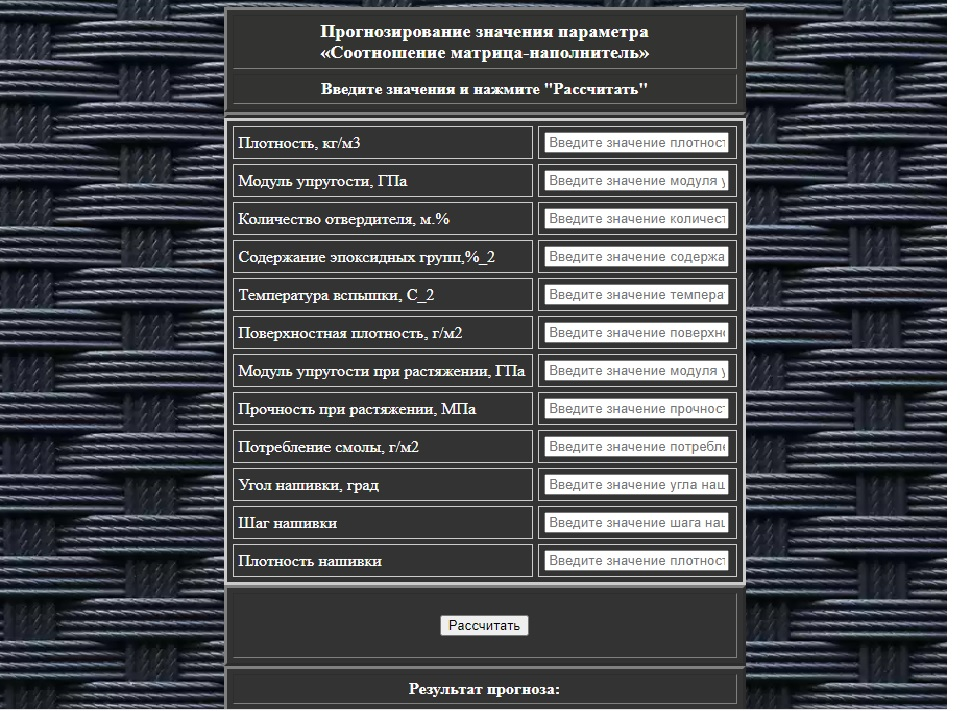 Прогнозирование значения параметра
«Соотношение матрица-наполнитель»
Введите значения и нажмите "Рассчитать"
Плотность, кг/м3
Введите значение плотност
Модуль упругости, ГПа
Введите значение модуля у
Количество отвердителя, м.%
Введите значение количест
Содержание эпоксидных групп,%_2
Введите значение содержа
Температура вспышки, С_2
Введите значение температ
Поверхностная плотность, г/м2
Введите значение поверхно
Модуль упругости при растяжении, ГПа
Введите значение модуля у
Прочность при растяжении, МПа
Введите значение прочност
Потребление смолы, г/м2
Введите значение потребле
Угол нашивки, град
Введите значение угла наш
Шаг нашивки
Введите значение шага наш
Плотность нашивки
Введите значение плотност
Рассчитать
Результат прогноза: